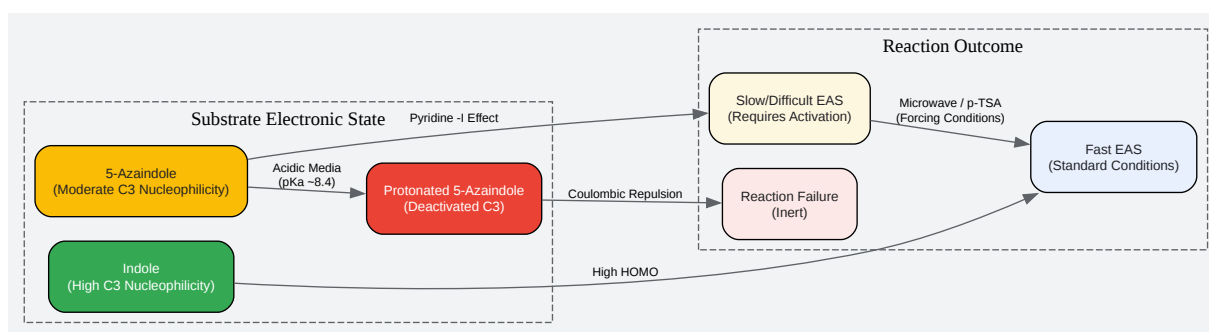 Reaction Outcome
Substrate Electronic State
Pyridine -I Effect
Slow/Difficult EAS
(Requires Activation)
Microwave / p-TSA
(Forcing Conditions)
Fast EAS
(Standard Conditions)
5-Azaindole
(Moderate C3 Nucleophilicity)
Acidic Media
(pKa ~8.4)
Protonated 5-Azaindole
(Deactivated C3)
Coulombic Repulsion
Reaction Failure
(Inert)
Indole
(High C3 Nucleophilicity)
High HOMO